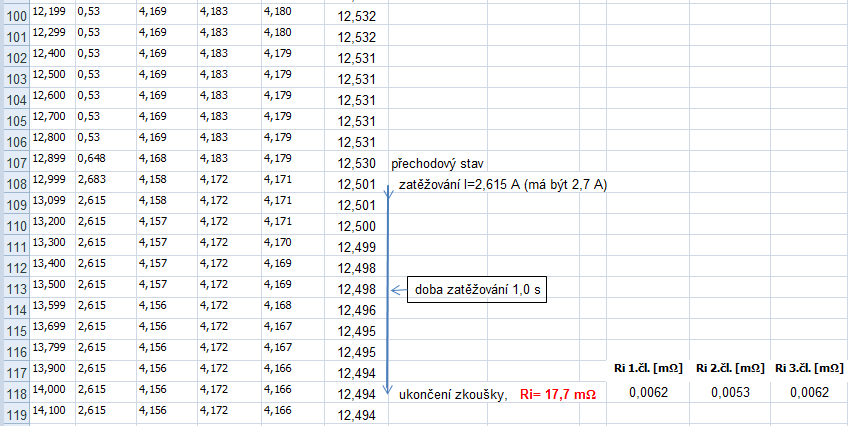 100 12,199 0,53 4,169 4,183 4,180 12,532
101 12,299 0,53 4,169 4,183 4,180 12,532
102 12,400 0,53 4,169 4,183 4,179 12,531
103 12,500 0,53 4,169 4,183 4,179 12,531
104 12,600 0,53 4,169 4,183 4,179 12,531
105 12,700 0,53 4,169 4,183 4,179 12,531
106 12,800 0,53 4,169 4,183 4,179 12,531
107 12,899 0,648 4,168 4,183 4,179 12,530 přechodový stav
108 12,999 2,683 4,158 4,172 4,171 12,501 zatěžování I=2,615 A (má být 2,7 A)
109 13,099 2,615 4,158 4,172 4,171 12,501
110 13,200 2,615 4,157 4,172 4,171 12,500
111 13,300 2,615 4,157 4,172 4,170 12,499
112 13,400 2,615 4,157 4,172 4,169 12,498
113 13,500 2,615 4,157 4,172 4,169 12,498 doba zatěžování 1,0 s
114 13,599 2,615 4,156 4,172 4,168 12,496
115 13,699 2,615 4,156 4,172 4,167 12,495
116 13,799 2,615 4,156 4,172 4,167 12,495
117 13,900 2,615 4,156 4,172 4,166 12,494 Ri 1.čl. [mΩ] Ri 2.čl. [mΩ] Ri 3.čl. [mΩ]
118 14,000 2,615 4,156 4,172 4,166 12,494 ukončení zkoušky, Ri= 17,7 mΩ 0,0062 0,0053 0,0062
119 14,100 2,615 4,156 4,172 4,166 12,494